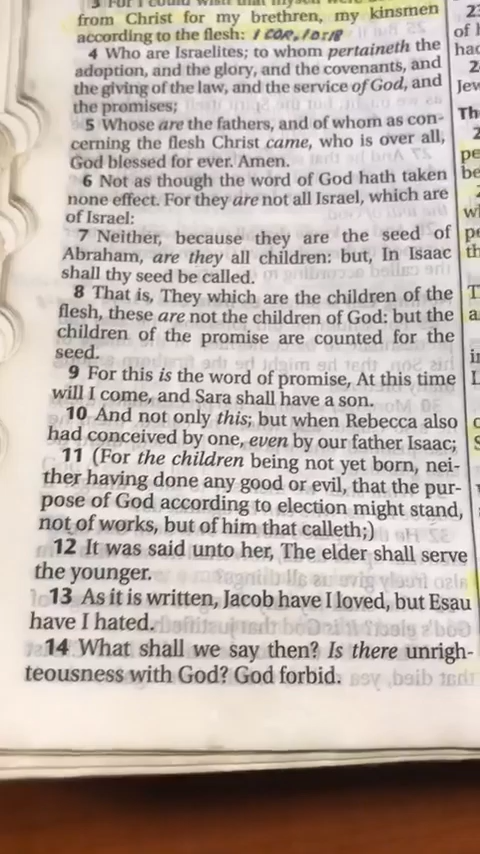 3 For I could wish that myself were
from Christ for my brethren, my kinsmen
according to the flesh: 1 COR. 10:18
4 Who are Israelites; to whom pertaineth the
adoption, and the glory, and the covenants, and
the giving of the law, and the service of God, and
the promises;
5 Whose are the fathers, and of whom as con-
cerning the flesh Christ came, who is over all,
God blessed for ever. Amen.
6 Not as though the word of God hath taken
none effect. For they are not all Israel, which are
of Israel:
7 Neither, because they are the seed of
Abraham, are they all children: but, In Isaac
shall thy seed be called.
8 That is, They which are the children of the
flesh, these are not the children of God: but the
children of the promise are counted for the
seed.
9 For this is the word of promise, At this time
will I come, and Sara shall have a son.
10 And not only this; but when Rebecca also
had conceived by one, even by our father Isaac;
11 (For the children being not yet born, nei-
ther having done any good or evil, that the pur-
pose of God according to election might stand,
not of works, but of him that calleth;)
12 It was said unto her, The elder shall serve
the younger.
13 As it is written, Jacob have I loved, but Esau
have I hated.
14 What shall we say then? Is there unrigh-
teousness with God? God forbid.